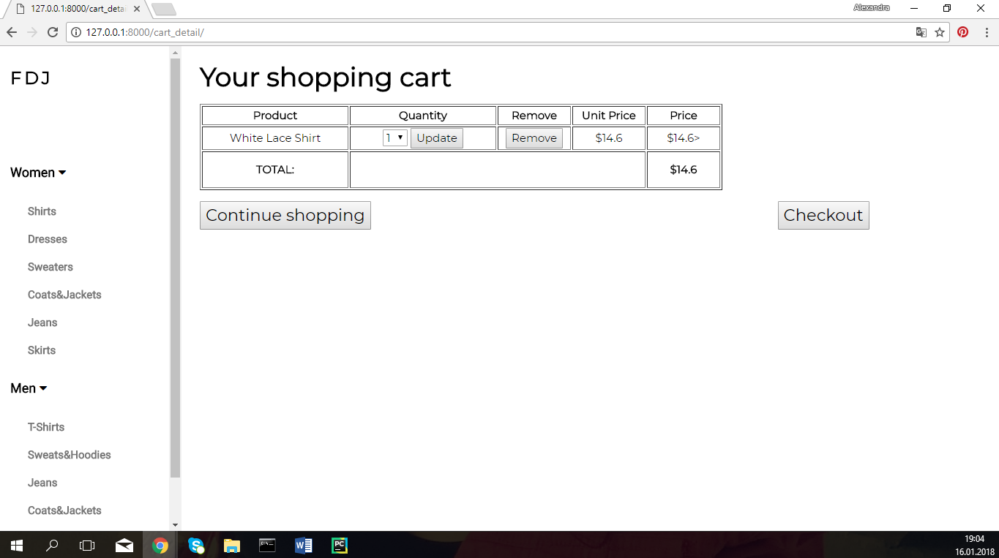 127.0.0.1:8000/cart_deta
Alexandra
127.0.0.1:8000/cart_detail/
FDJ
Women
Shirts
Dresses
Sweaters
Coats&Jackets
Jeans
Skirts
Men
T-Shirts
Sweats&Hoodies
Jeans
Coats&Jackets
Your shopping cart
Product Quantity Remove Unit Price Price
White Lace Shirt 1 Update Remove $14.6 $14.6>
TOTAL: $14.6
Continue shopping Checkout
19:04
16.01.2018